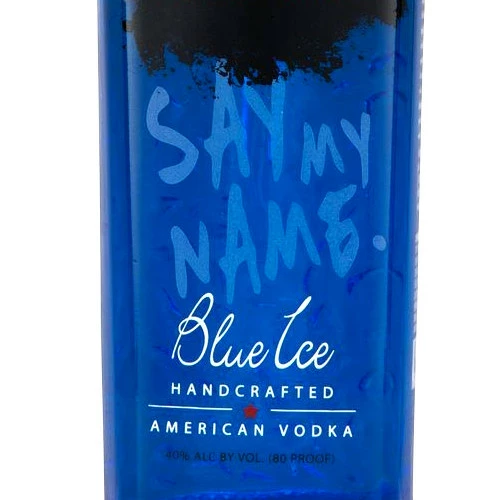 SAY MY
NAME.
Blue Ice
HANDCRAFTED
AMERICAN VODKA
40% ALC BY VOL. (80 PROOF)